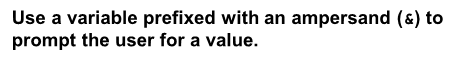 Use a variable prefixed with an ampersand (&) to
prompt the user for a value.